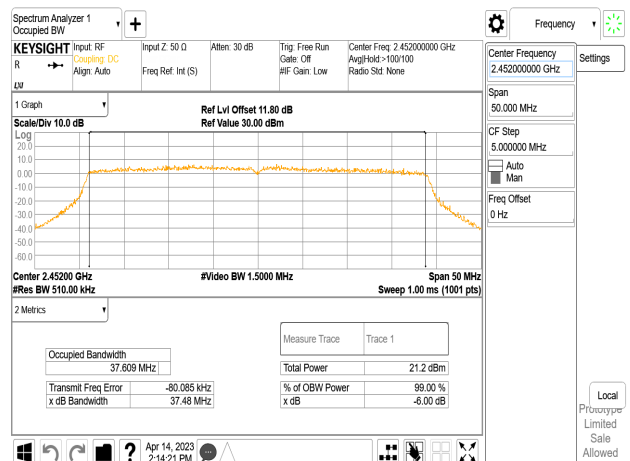 Spectrum Analyzer 1
Occupied BW
Frequency
KEYSIGHT Input: RF Input Z: 50 Ω Atten: 30 dB Trig: Free Run Center Freq: 2.452000000 GHz
R Coupling: DC Gate: Off Avg|Hold:>100/100
Align: Auto Freq Ref: Int (S) #IF Gain: Low Radio Std: None
Center Frequency
2.452000000 GHz
Settings
Span
50.000 MHz
CF Step
5.000000 MHz
Auto
Man
Freq Offset
0 Hz
1 Graph
Ref Lvl Offset 11.80 dB
Scale/Div 10.0 dB Ref Value 30.00 dBm
Log
20.0
10.0
0.00
-10.0
-20.0
-30.0
-40.0
-50.0
-60.0
Center 2.45200 GHz #Video BW 1.5000 MHz Span 50 MHz
#Res BW 510.00 kHz Sweep 1.00 ms (1001 pts)
2 Metrics
Measure Trace Trace 1
Occupied Bandwidth
37.609 MHz
Total Power 21.2 dBm
Transmit Freq Error -80.085 kHz % of OBW Power 99.00 %
x dB Bandwidth 37.48 MHz x dB -6.00 dB
Local
Prototype
Limited
Sale
Allowed
? Apr 14, 2023
2:14:21 PM